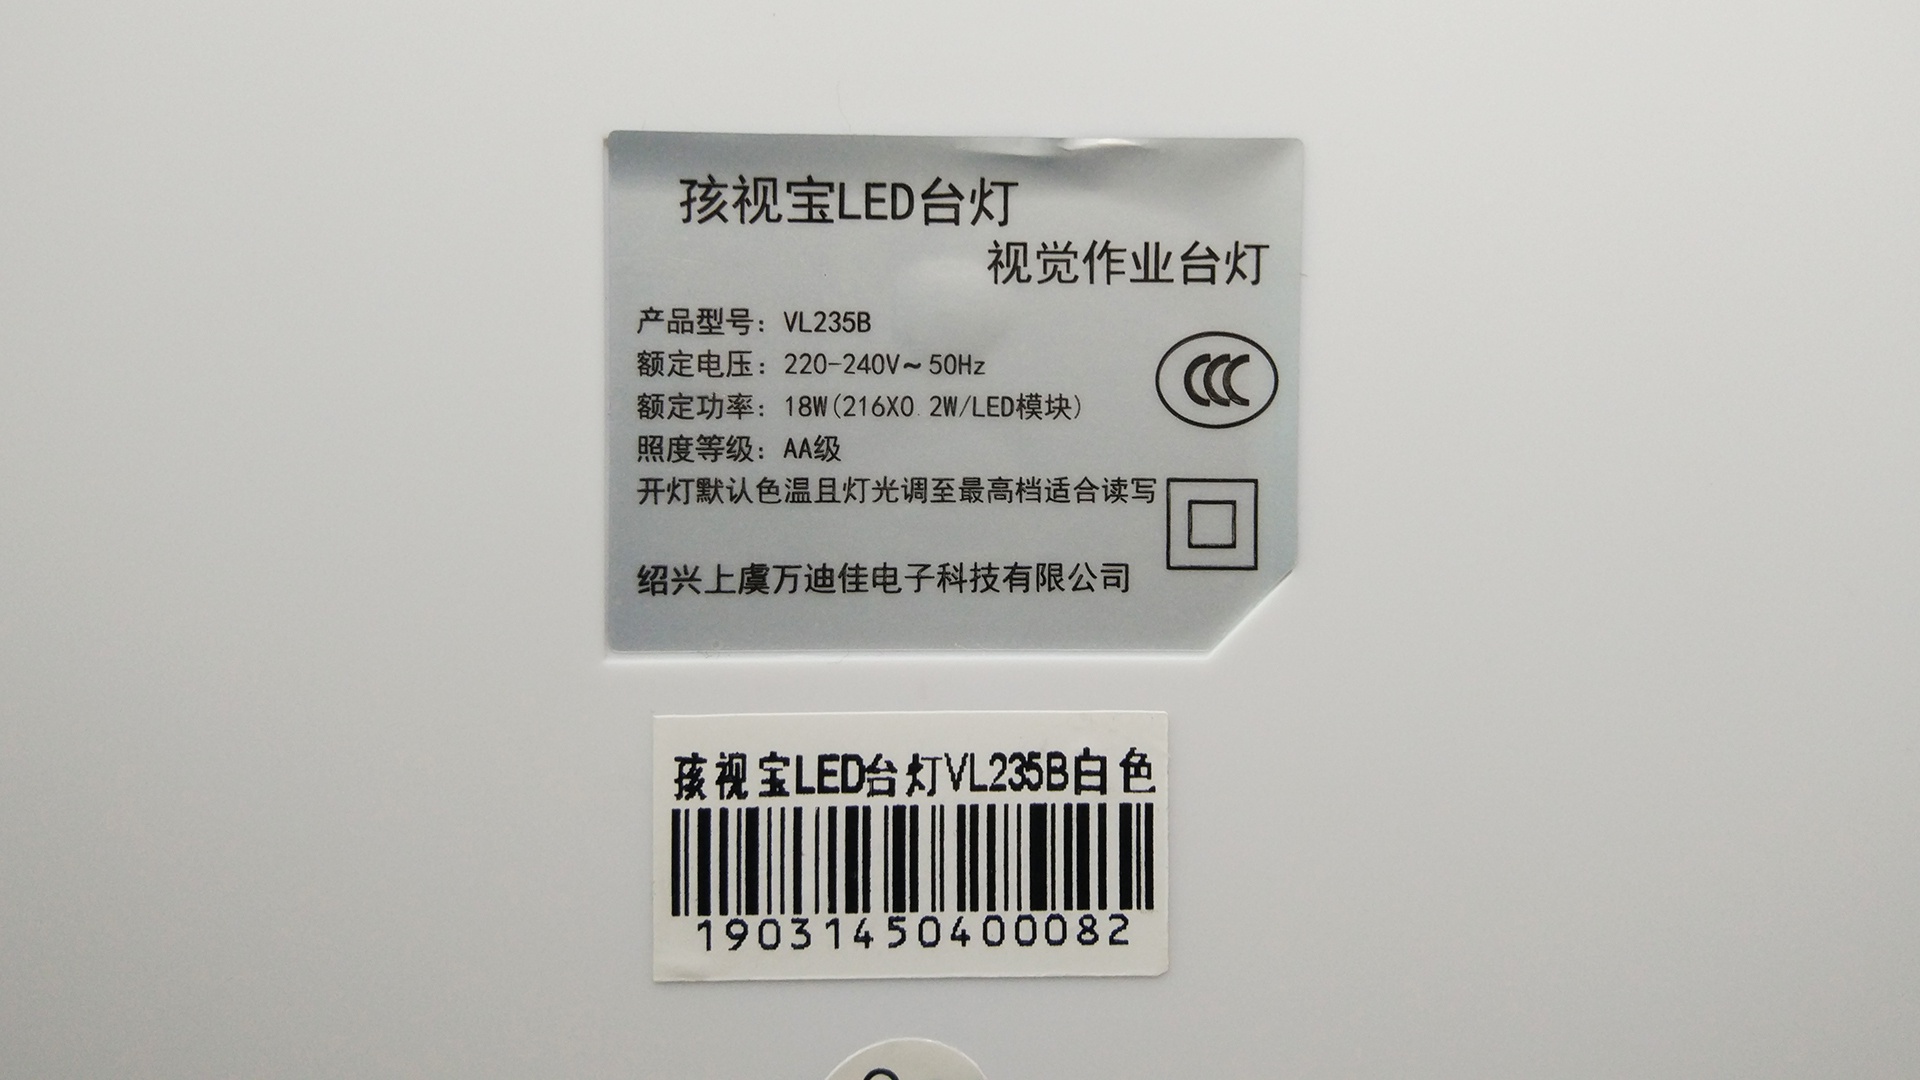 孩视宝LED台灯
视觉作业台灯
产品型号：VL235B
额定电压：220-240V～50Hz
额定功率：18W(216X0.2W/LED模块)
照度等级：AA级
开灯默认色温且灯光调至最高档适合读写
绍兴上虞万迪佳电子科技有限公司
孩视宝LED台灯VL235B白色
19031450400082